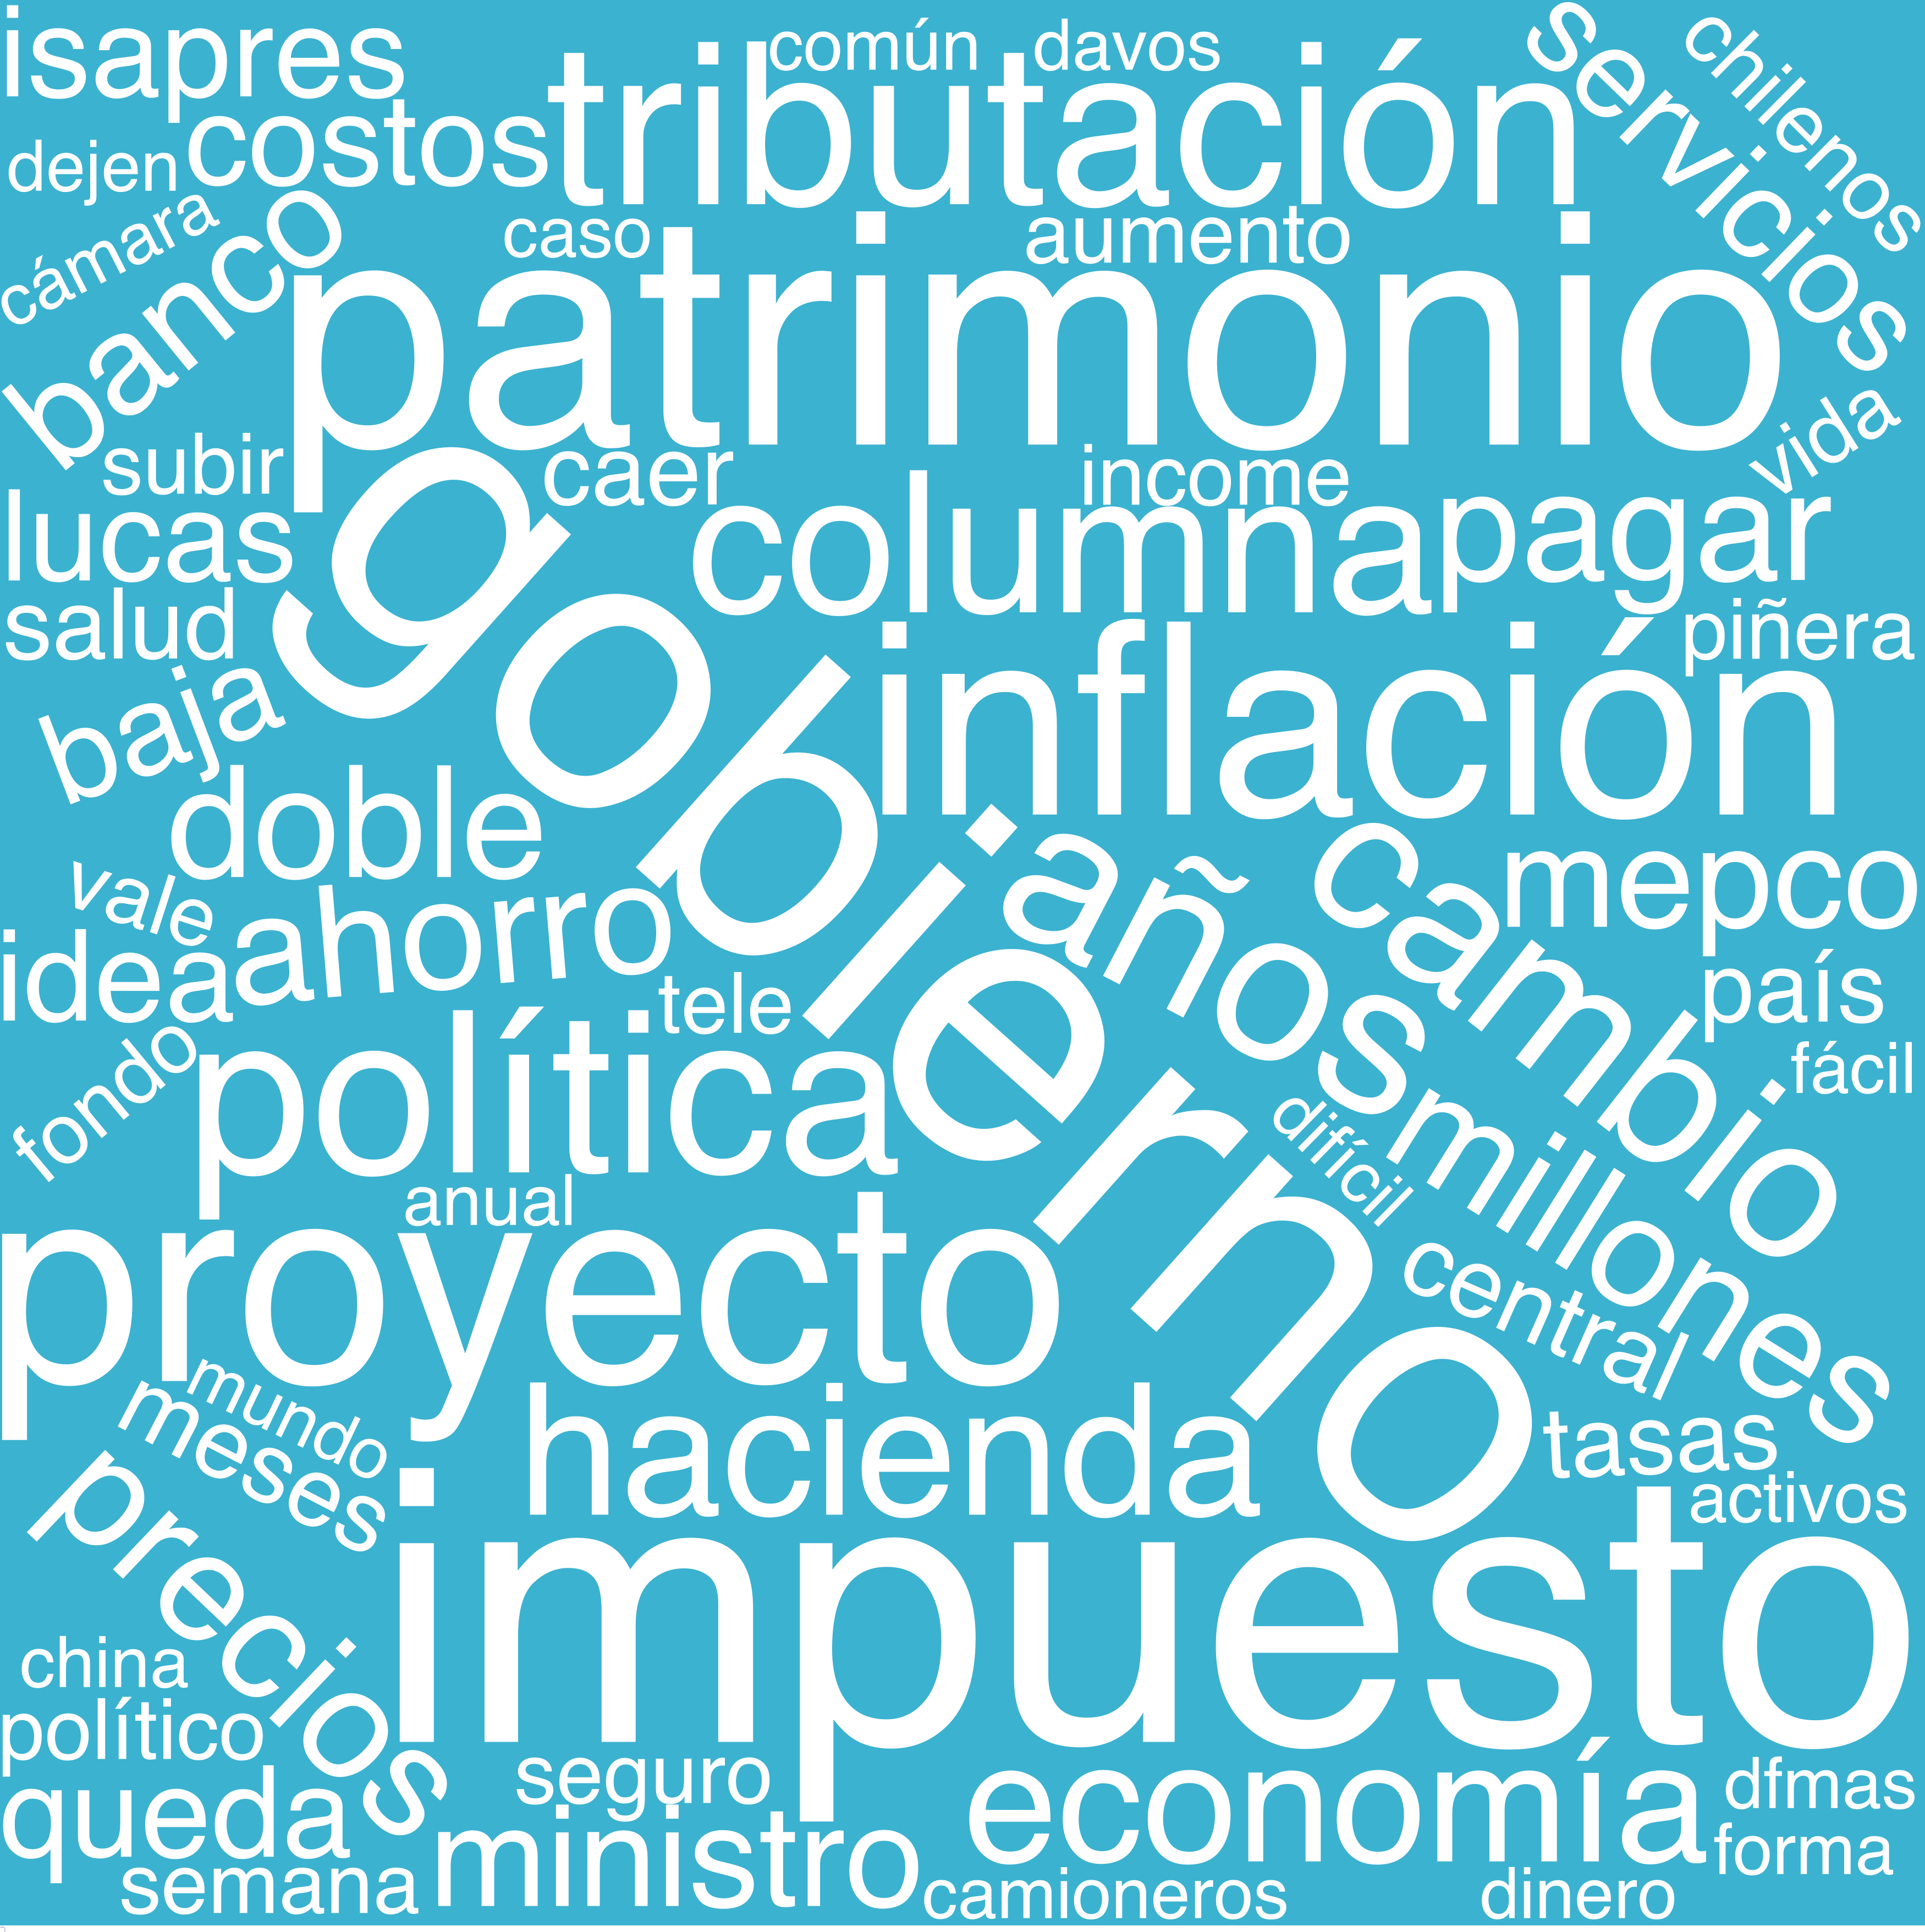 isapres
común
davos
servicios
chilenos
tributación
costos
dejen
cámara
banco
caso
aumento
patrimonio
vida
subir
caer
income
lucas
columna
pagar
gobierno
salud
piñera
inflación
baja
doble
años
cambio
mepco
vale
ahorro
idea
tele
país
fácil
fondo
política
difícil
millones
anual
proyecto
central
mundo
meses
hacienda
tasas
activos
precios
impuesto
china
político
seguro
economía
dfmas
queda
ministro
forma
semana
camioneros
dinero